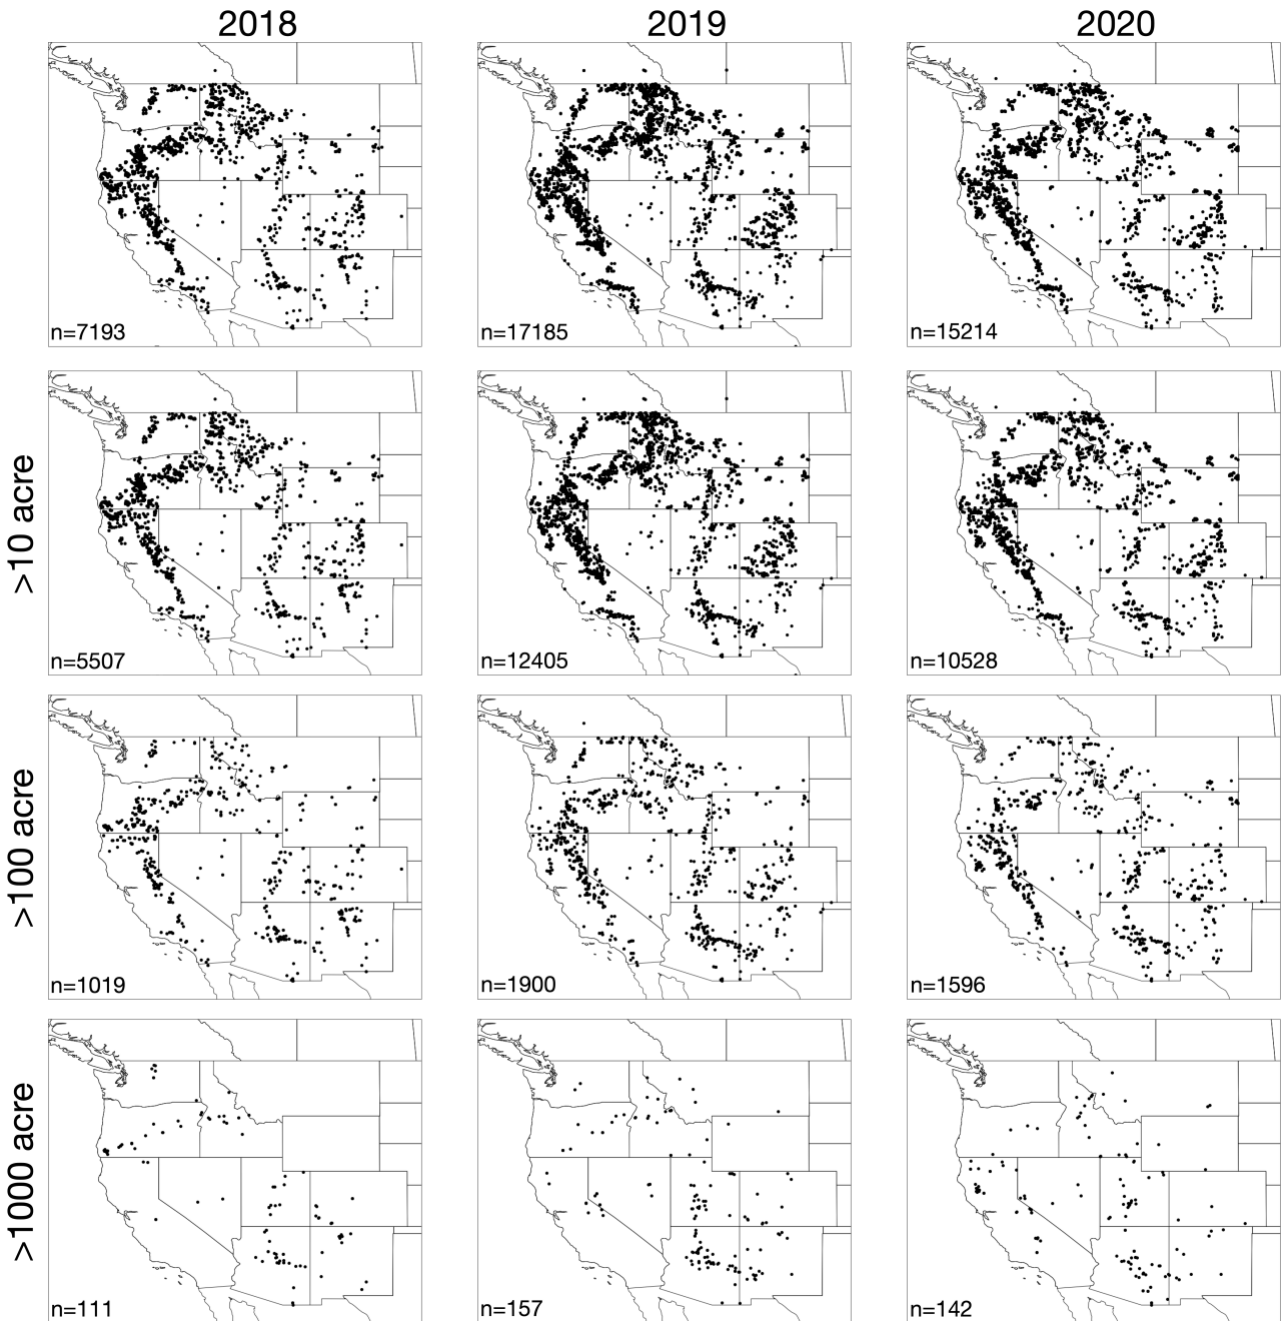 2018 2019 2020
n=7193 n=17185 n=15214
>10 acre
n=5507 n=12405 n=10528
>100 acre
n=1019 n=1900 n=1596
>1000 acre
n=111 n=157 n=142